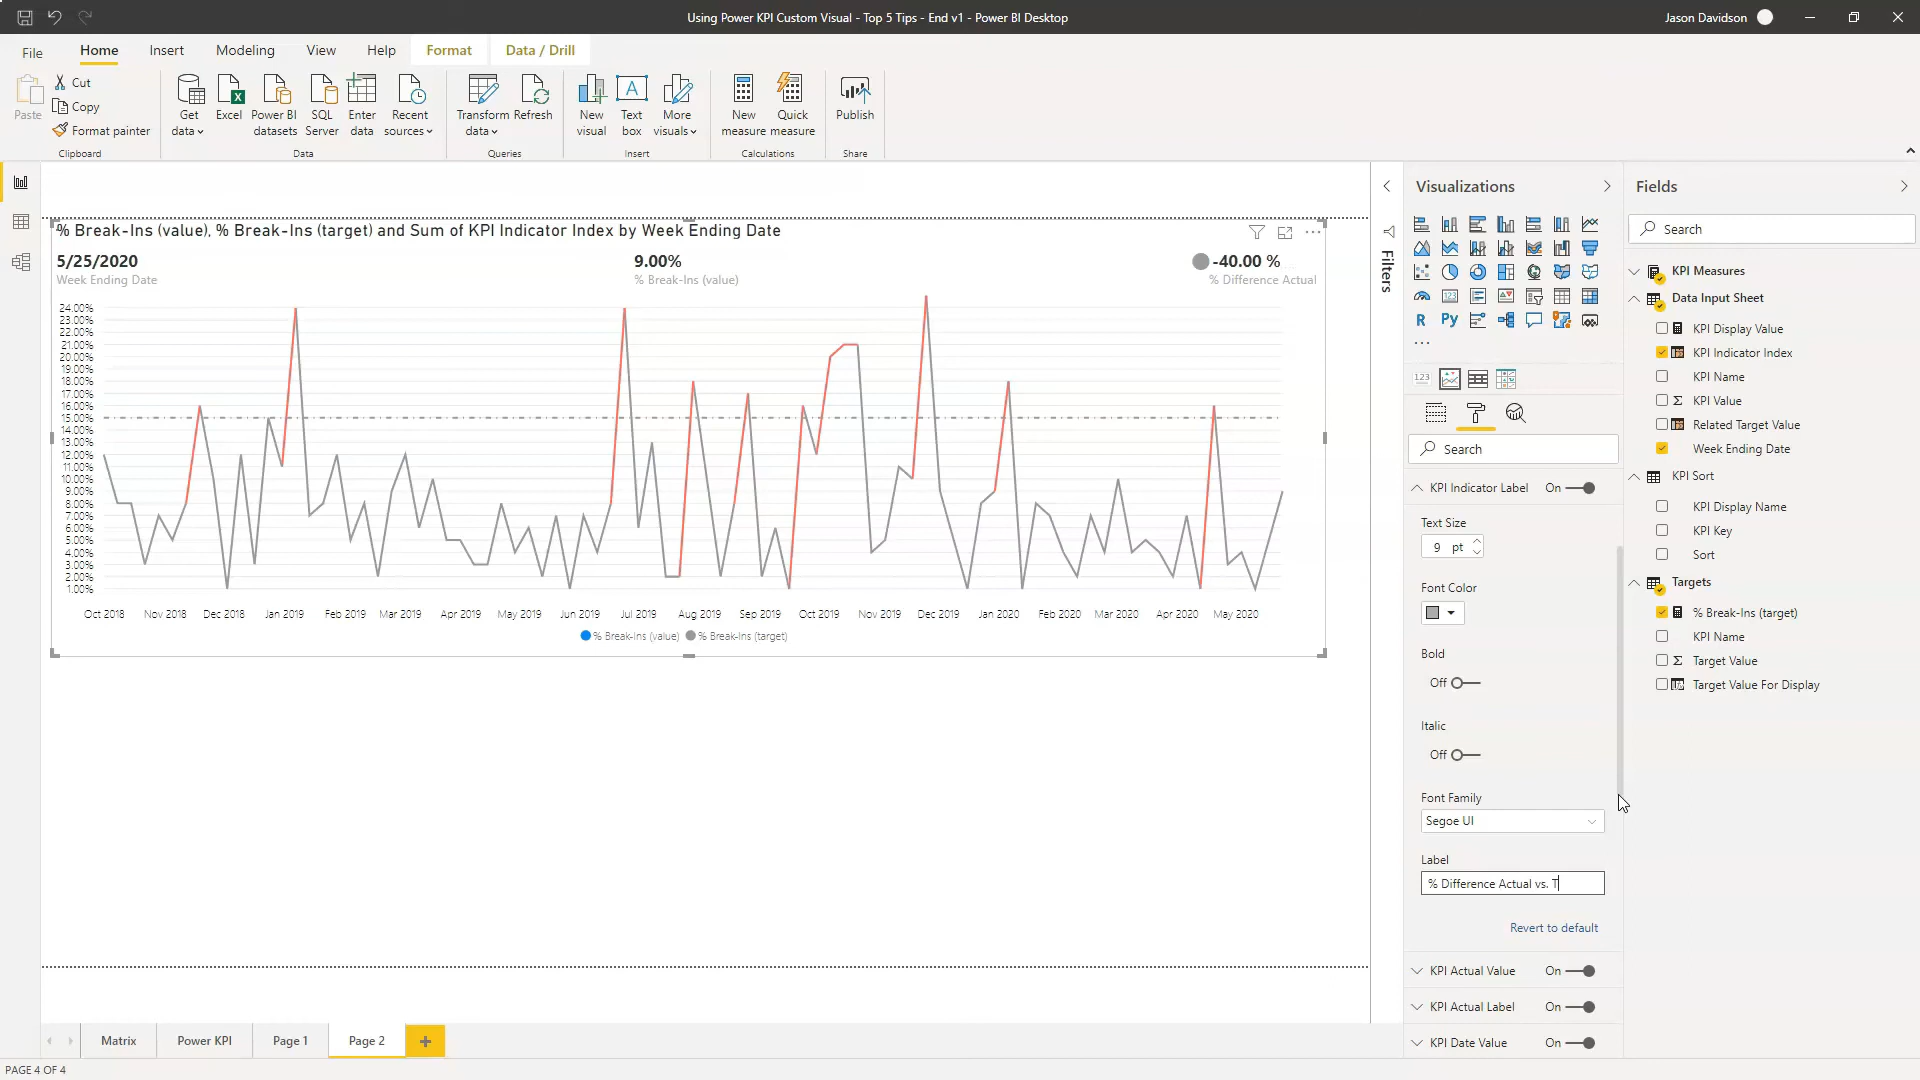 Using Power KPI Custom Visual - Top 5 Tips - End v1 - Power BI Desktop
Jason Davidson
File
Home
Insert
Modeling
View
Help
Format
Data / Drill
Paste
Cut
Copy
Format painter
Clipboard
Get data
Excel
Power BI datasets
SQL Server
Enter data
Recent sources
Data
Transform data
Refresh
Queries
New visual
Text box
More visuals
Insert
New measure
Quick measure
Calculations
Publish
Share
% Break-Ins (value), % Break-Ins (target) and Sum of KPI Indicator Index by Week Ending Date
5/25/2020
Week Ending Date
9.00%
% Break-Ins (value)
-40.00 %
% Difference Actual
24.00%
23.00%
22.00%
21.00%
20.00%
19.00%
18.00%
17.00%
16.00%
15.00%
14.00%
13.00%
12.00%
11.00%
10.00%
9.00%
8.00%
7.00%
6.00%
5.00%
4.00%
3.00%
2.00%
1.00%
Oct 2018 Nov 2018 Dec 2018 Jan 2019 Feb 2019 Mar 2019 Apr 2019 May 2019 Jun 2019 Jul 2019 Aug 2019 Sep 2019 Oct 2019 Nov 2019 Dec 2019 Jan 2020 Feb 2020 Mar 2020 Apr 2020 May 2020
% Break-Ins (value) % Break-Ins (target)
Matrix
Power KPI
Page 1
Page 2
PAGE 4 OF 4
Filters
Visualizations
R
Py
123
123
Search
KPI Indicator Label On
Text Size
9 pt
Font Color
Bold
Off
Italic
Off
Font Family
Segoe UI
Label
% Difference Actual vs. T
Revert to default
KPI Actual Value On
KPI Actual Label On
KPI Date Value On
Fields
Search
KPI Measures
Data Input Sheet
KPI Display Value
KPI Indicator Index
KPI Name
KPI Value
Related Target Value
Week Ending Date
KPI Sort
KPI Display Name
KPI Key
Sort
Targets
% Break-Ins (target)
KPI Name
Target Value
Target Value For Display